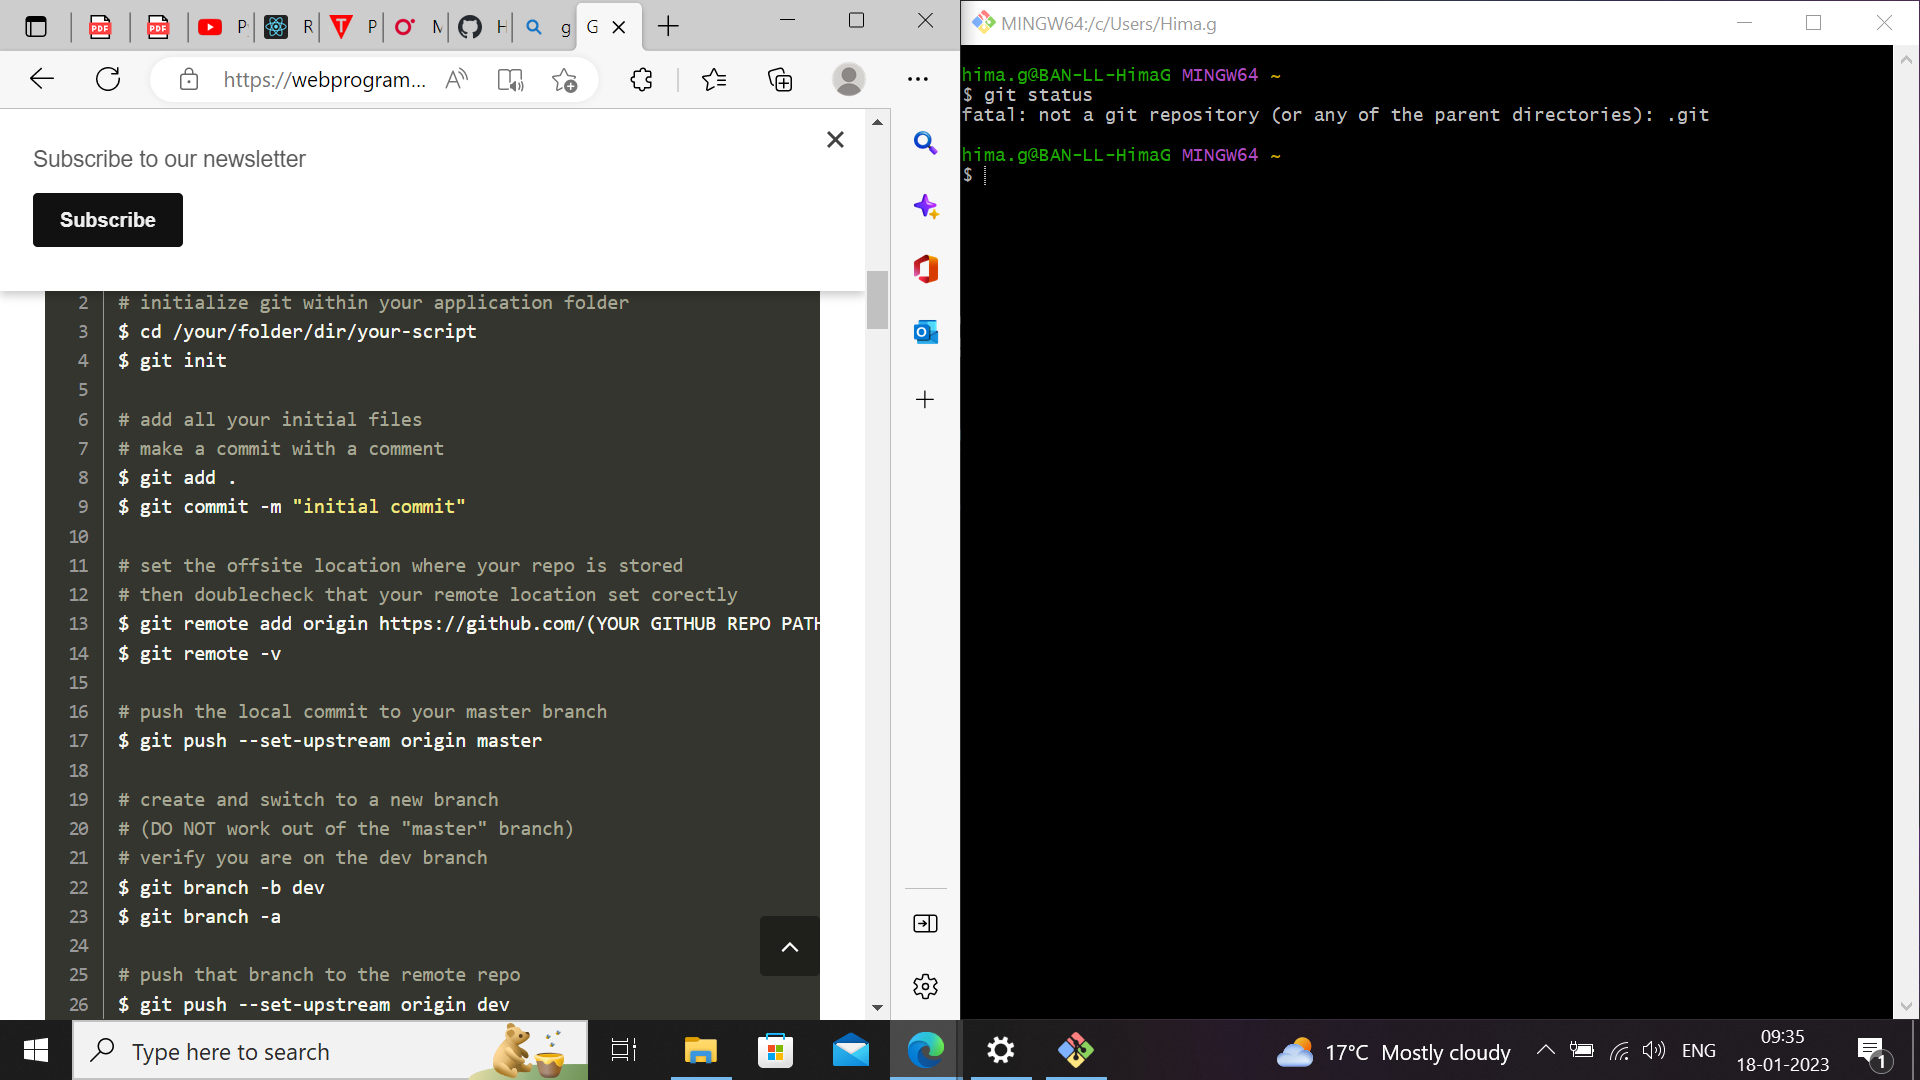 PDF
PDF
P
R
P
M
H
g
G
https://webprogram...
Subscribe to our newsletter
Subscribe
2 # initialize git within your application folder
3 $ cd /your/folder/dir/your-script
4 $ git init
5
6 # add all your initial files
7 # make a commit with a comment
8 $ git add .
9 $ git commit -m "initial commit"
10
11 # set the offsite location where your repo is stored
12 # then doublecheck that your remote location set corectly
13 $ git remote add origin https://github.com/(YOUR GITHUB REPO PATH
14 $ git remote -v
15
16 # push the local commit to your master branch
17 $ git push --set-upstream origin master
18
19 # create and switch to a new branch
20 # (DO NOT work out of the "master" branch)
21 # verify you are on the dev branch
22 $ git branch -b dev
23 $ git branch -a
24
25 # push that branch to the remote repo
26 $ git push --set-upstream origin dev
MINGW64:/c/Users/Hima.g
hima.g@BAN-LL-HimaG MINGW64 ~
$ git status
fatal: not a git repository (or any of the parent directories): .git
hima.g@BAN-LL-HimaG MINGW64 ~
$
Type here to search
17°C Mostly cloudy
ENG
09:35
18-01-2023
1